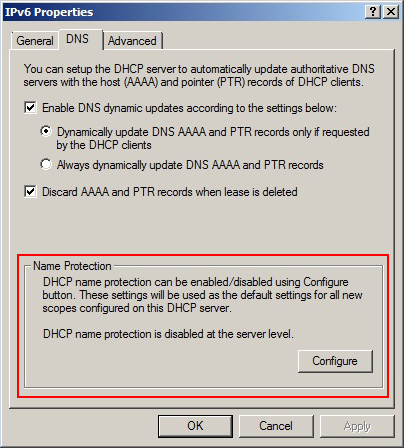 IPv6 Properties
General DNS Advanced
You can setup the DHCP server to automatically update authoritative DNS
servers with the host (AAAA) and pointer (PTR) records of DHCP clients.
Enable DNS dynamic updates according to the settings below:
Dynamically update DNS AAAA and PTR records only if requested
by the DHCP clients
Always dynamically update DNS AAAA and PTR records
Discard AAAA and PTR records when lease is deleted
Name Protection
DHCP name protection can be enabled/disabled using Configure
button. These settings will be used as the default settings for all new
scopes configured on this DHCP server.
DHCP name protection is disabled at the server level.
Configure
OK Cancel Apply